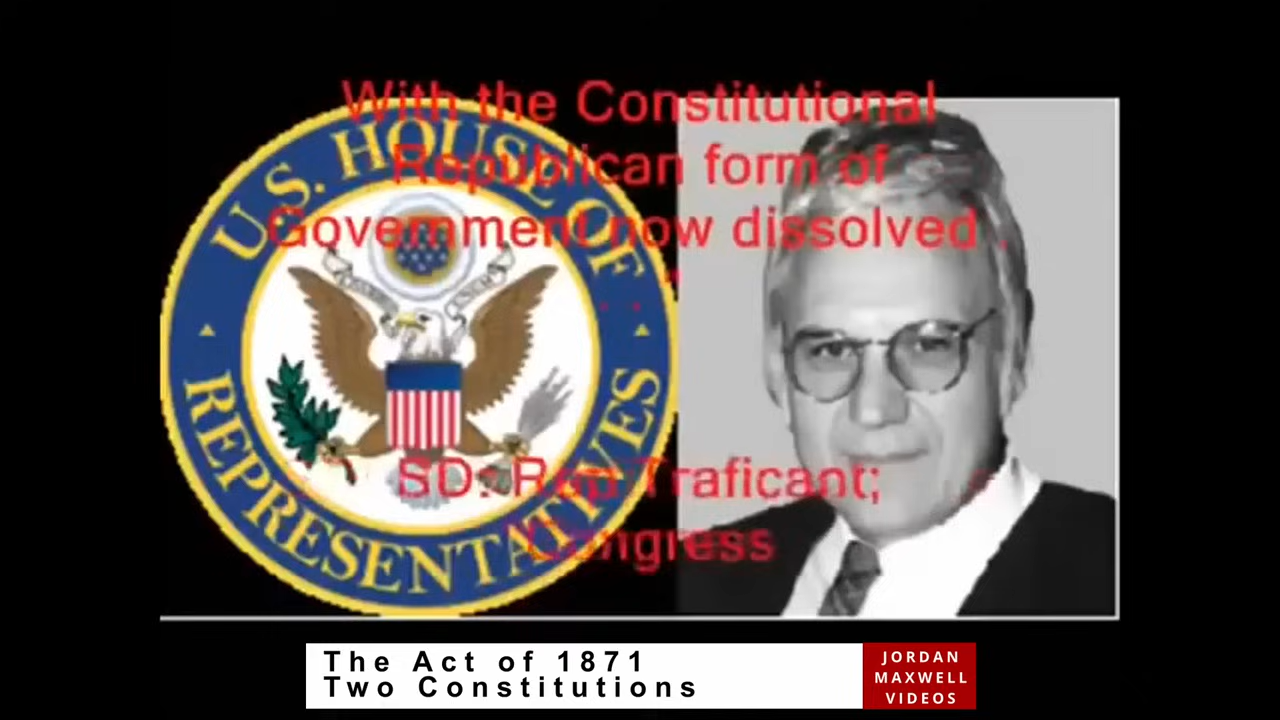 With the Constitutional
Republican form of
Government now dissolved .
. .
SD: Rep Traficant;
Congress
U.S. HOUSE OF
REPRESENTATIVES
The Act of 1871
Two Constitutions
JORDAN
MAXWELL
VIDEOS